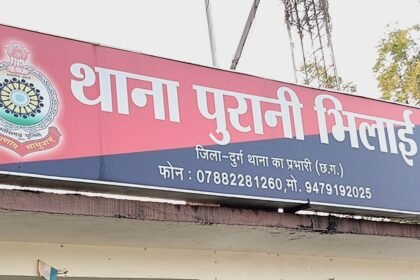 थाना पुरानी भिलाई
जिला-दुर्ग थाना का प्रभारी (छ.ग.)
फोन : 07882281260,मो. 9479192025